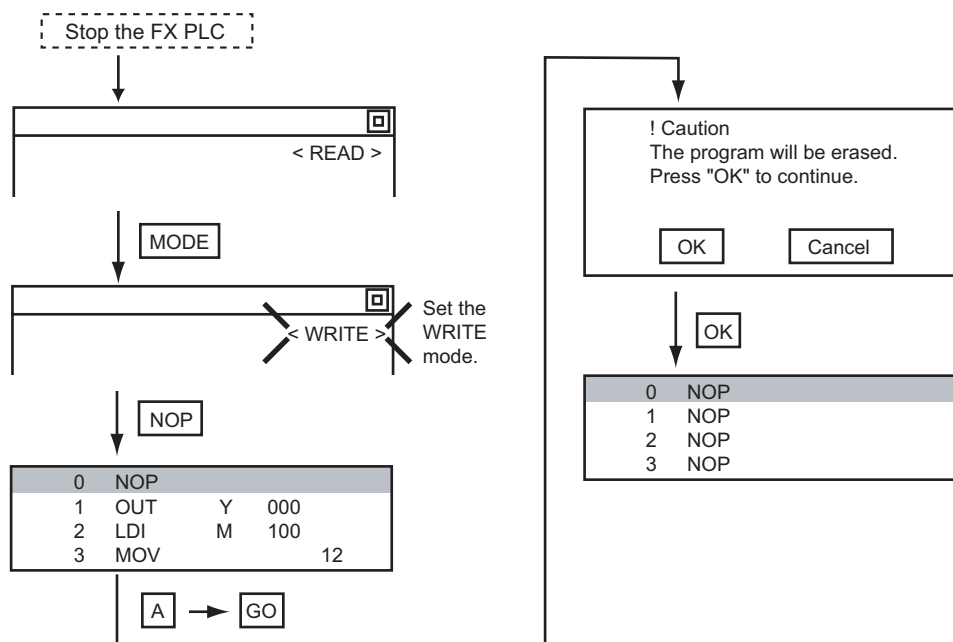 Stop the FX PLC
< READ >
MODE
< WRITE >
Set the
WRITE
mode.
NOP
0 NOP
1 OUT Y 000
2 LDI M 100
3 MOV 12
A GO
! Caution
The program will be erased.
Press "OK" to continue.
OK Cancel
OK
0 NOP
1 NOP
2 NOP
3 NOP